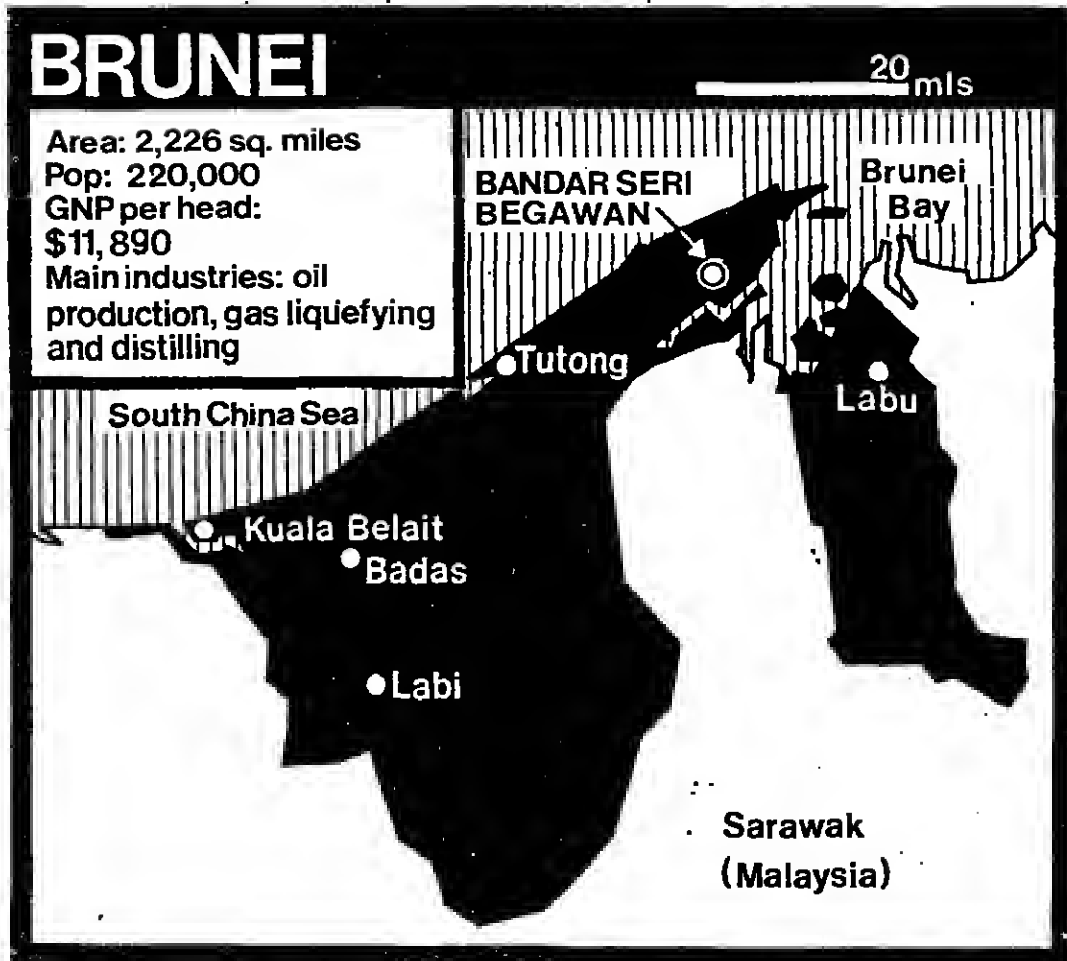 BRUNEI
20 mls
Area: 2,226 sq. miles
Pop: 220,000
GNP per head:
$11,890
Main industries: oil
production, gas liquefying
and distilling
BANDAR SERI
BEGAWAN
Brunei
Bay
Tutong
Labu
South China Sea
Kuala Belait
Badas
Labi
Sarawak
(Malaysia)